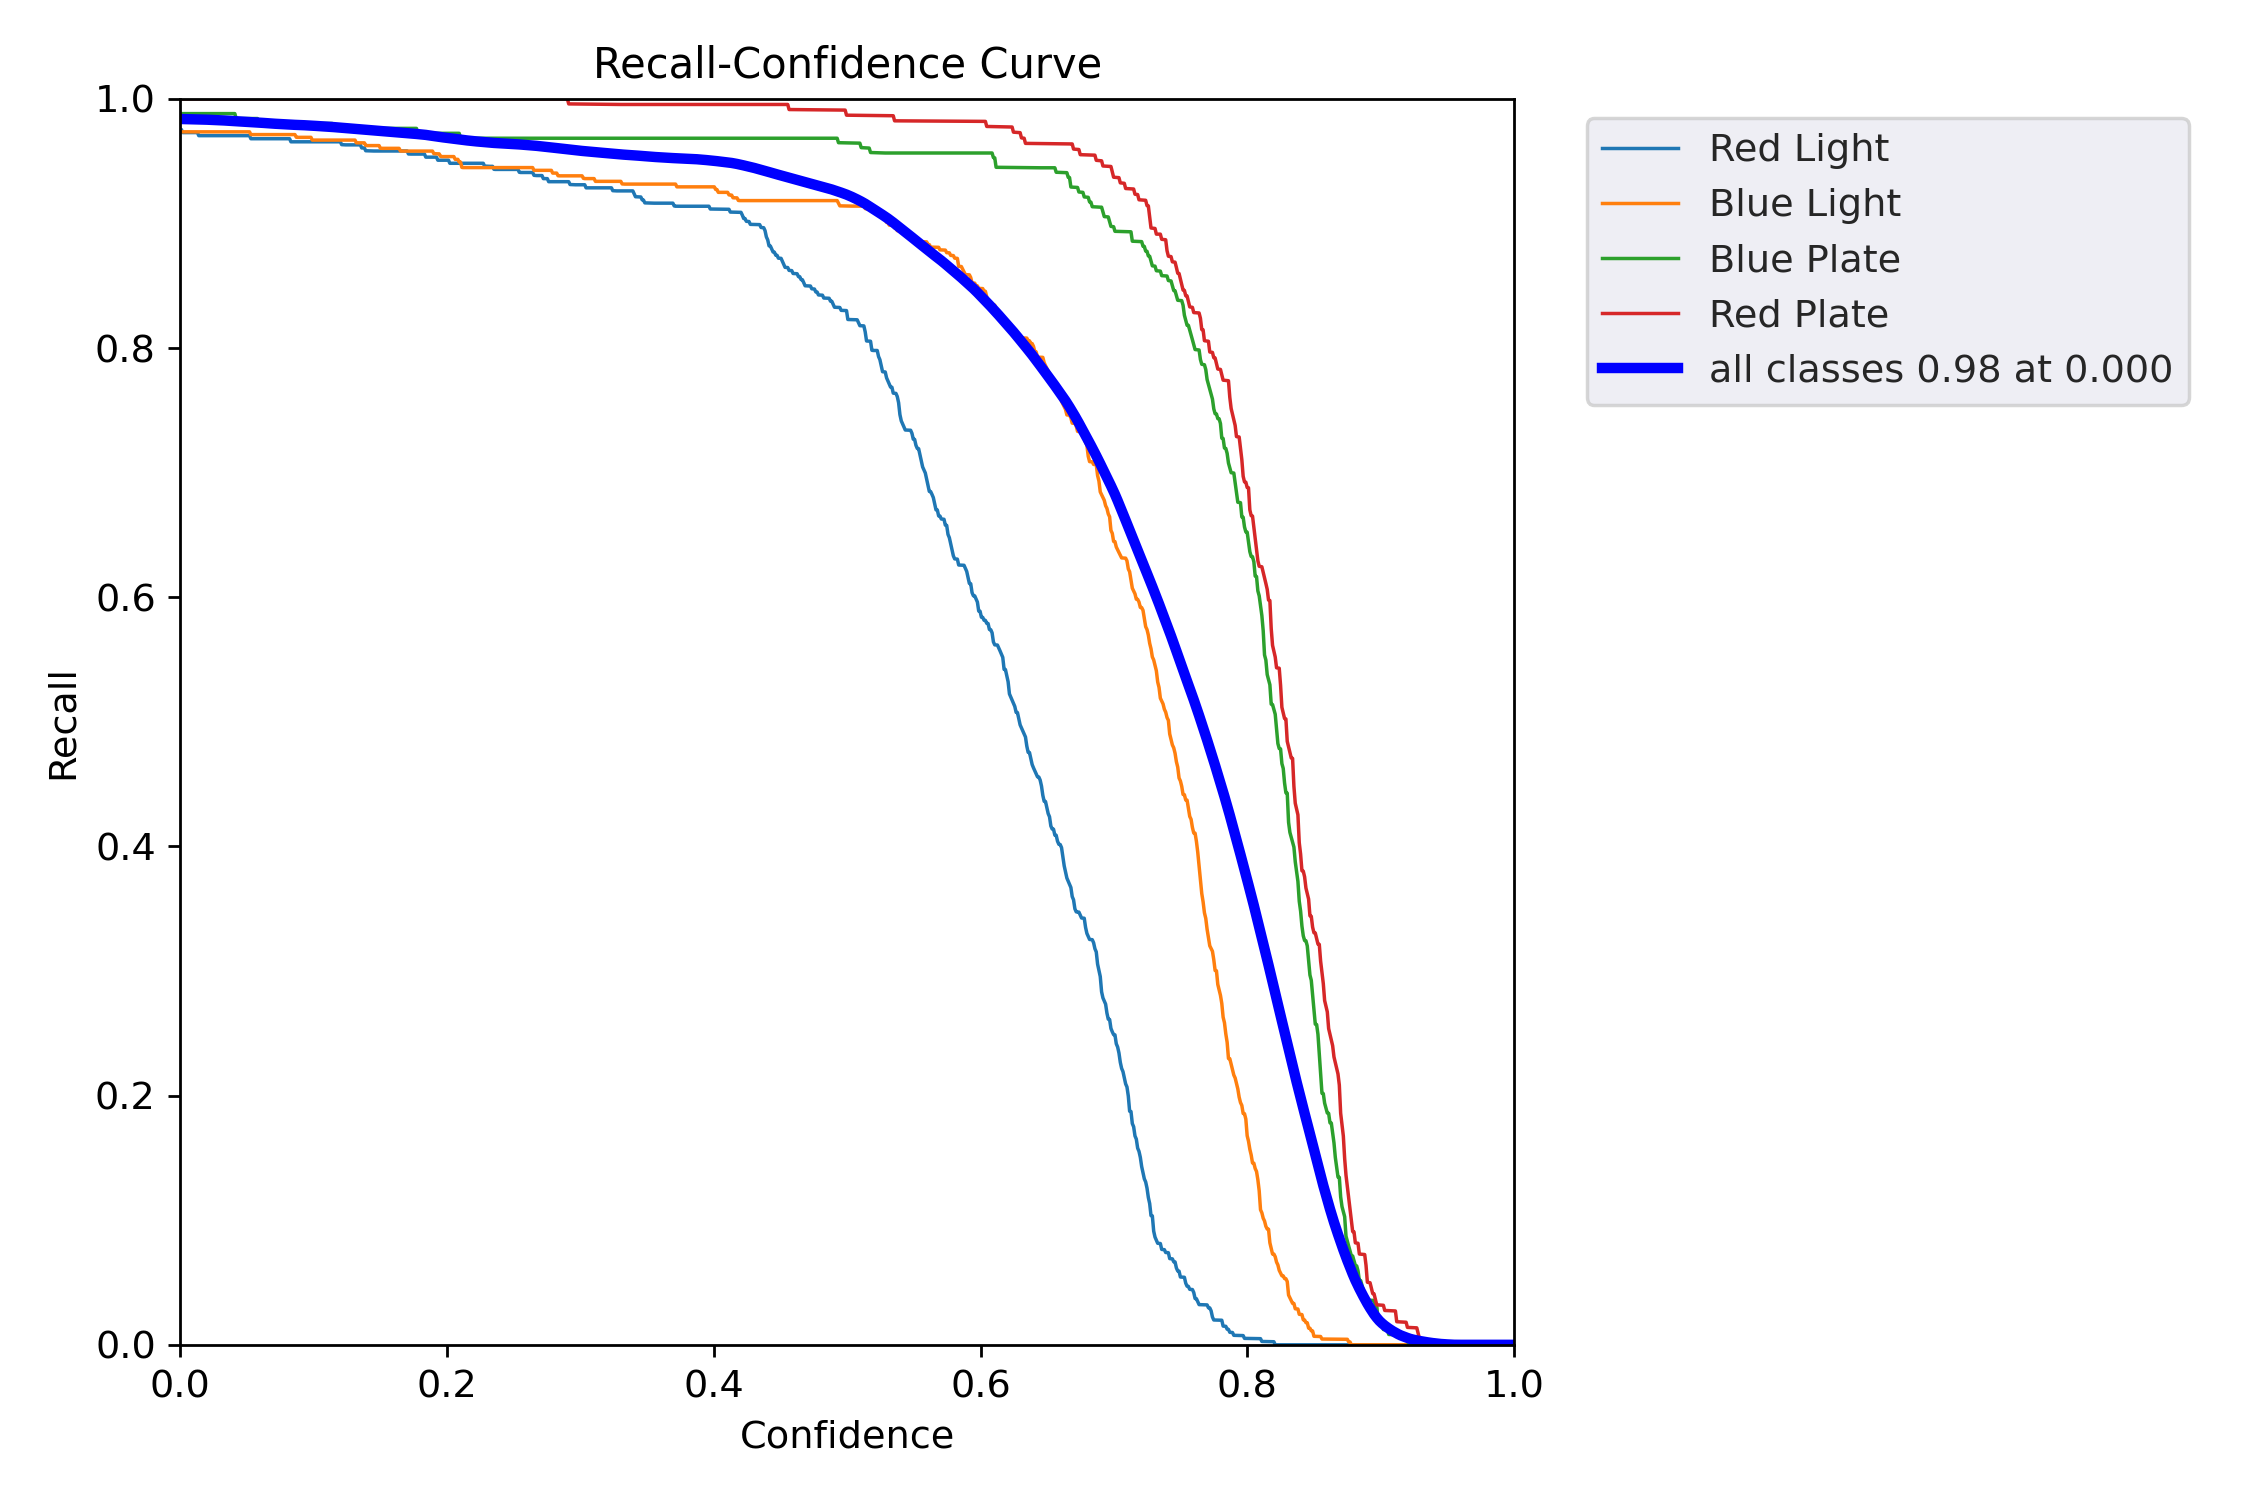 Recall-Confidence Curve
1.0
0.8
0.6
0.4
0.2
0.0
Recall
0.0 0.2 0.4 0.6 0.8 1.0
Confidence
Red Light
Blue Light
Blue Plate
Red Plate
all classes 0.98 at 0.000